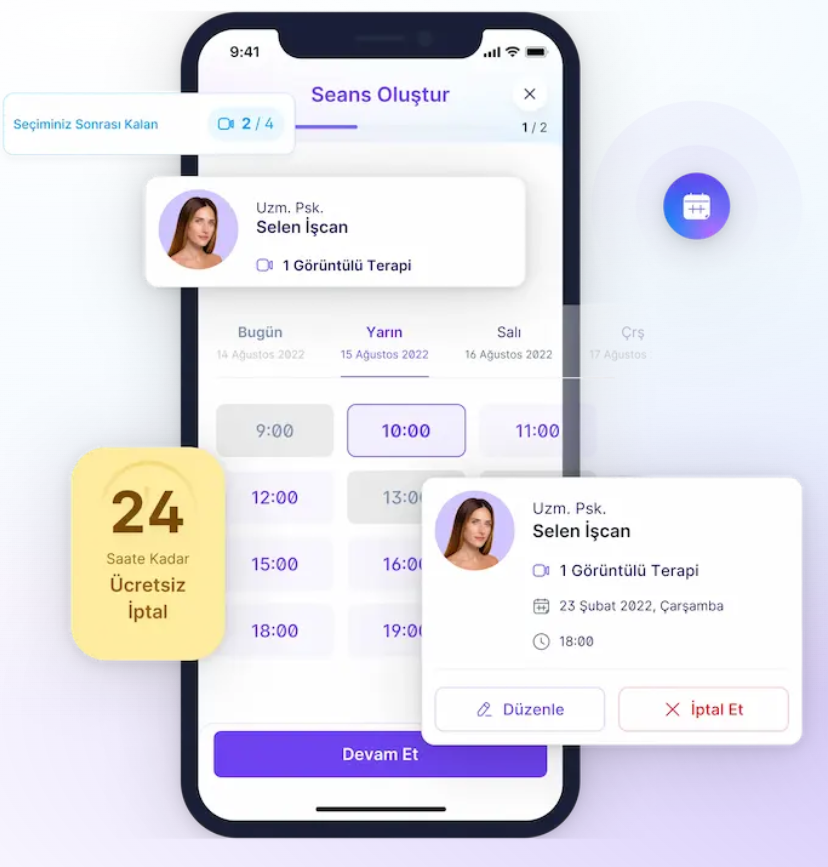 9:41
Seans Oluştur
1 / 2
Seçiminiz Sonrası Kalan
2 / 4
Uzm. Psk.
Selen İşcan
1 Görüntülü Terapi
Bugün
14 Ağustos 2022
Yarın
15 Ağustos 2022
Salı
16 Ağustos 2022
Çrş
17 Ağustos
9:00
10:00
11:00
12:00
13:0
15:00
16:0
18:00
19:0
24
Saate Kadar
Ücretsiz
İptal
Uzm. Psk.
Selen İşcan
1 Görüntülü Terapi
23 Şubat 2022, Çarşamba
18:00
Düzenle
İptal Et
Devam Et